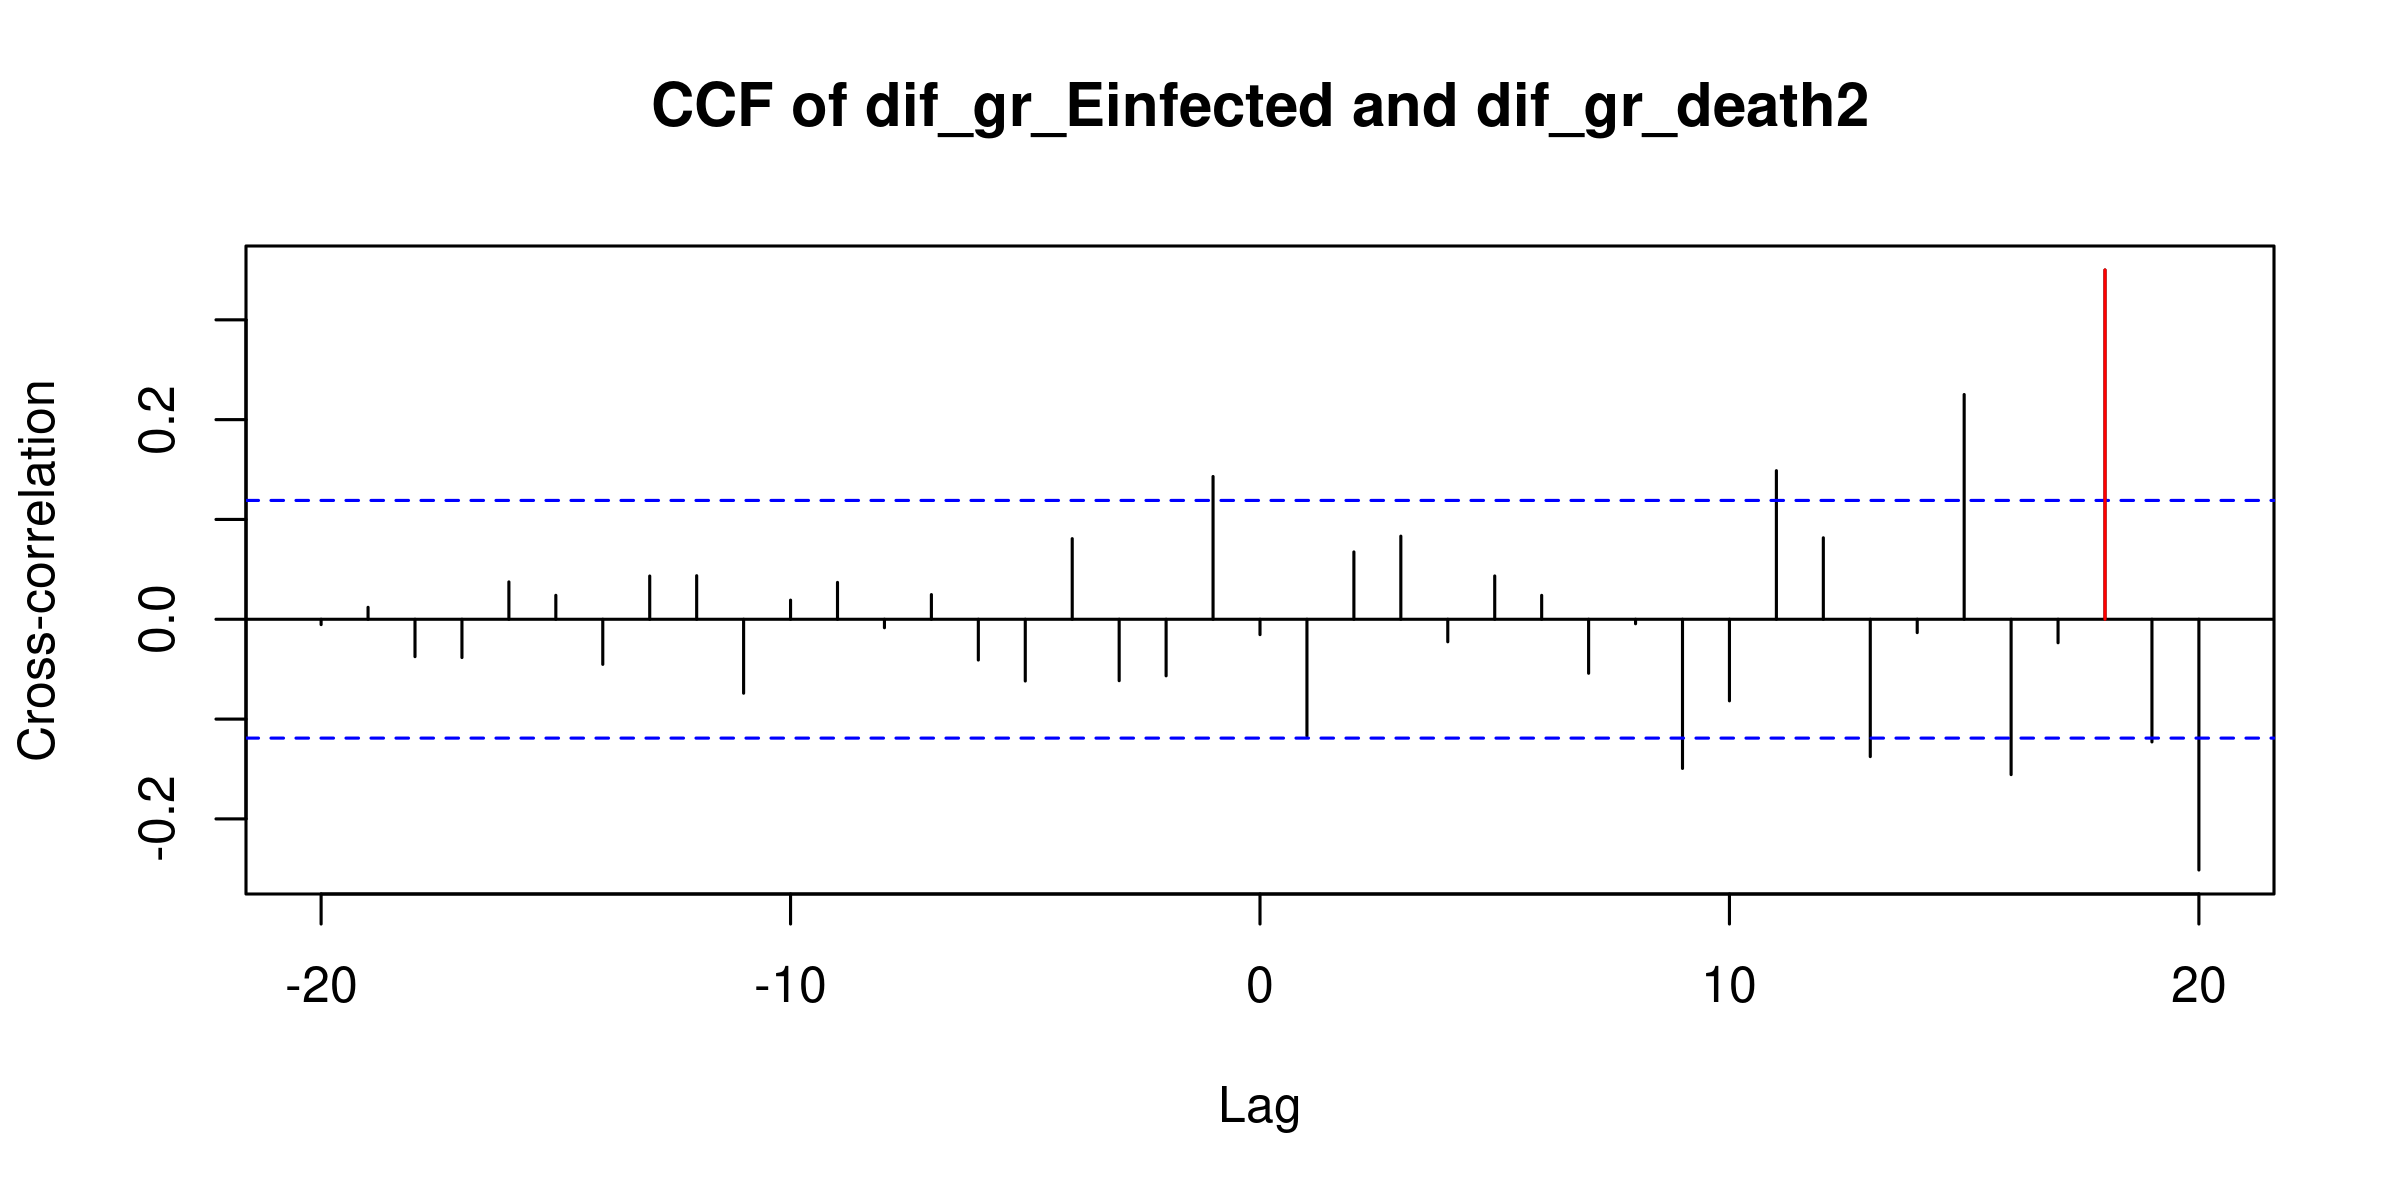 CCF of dif_gr_Einfected and dif_gr_death2
Cross-correlation
0.2
0.0
-0.2
-20 -10 0 10 20
Lag